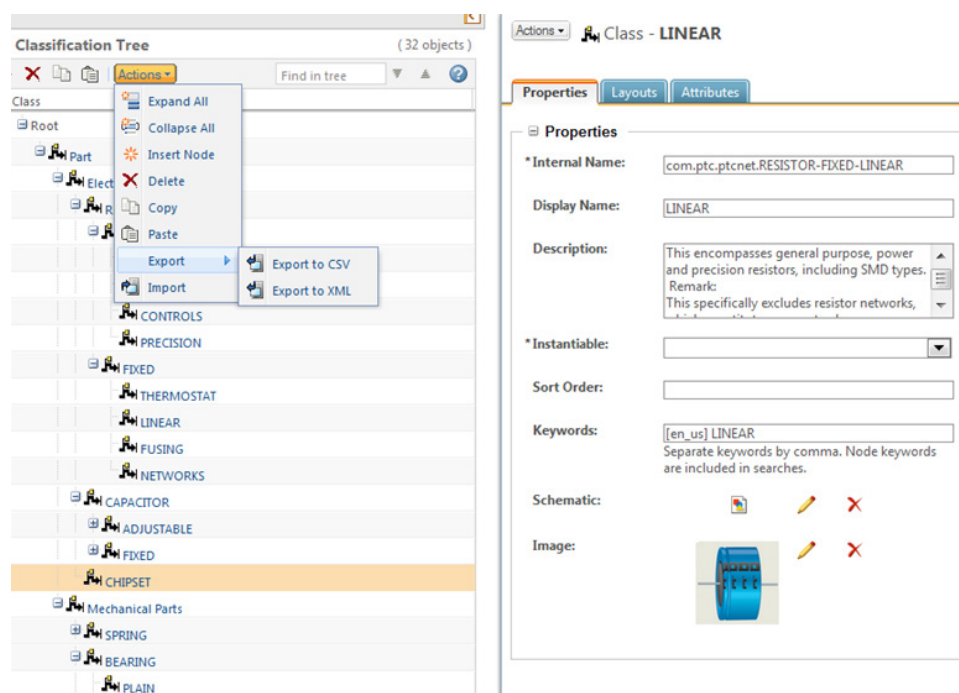 Classification Tree (32 objects)
Actions Find in tree
Class
Root
Part
Elect
R
Expand All
Collapse All
Insert Node
Delete
Copy
Paste
Export
Import
Export to CSV
Export to XML
CONTROLS
PRECISION
FIXED
THERMOSTAT
LINEAR
FUSING
NETWORKS
CAPACITOR
ADJUSTABLE
FIXED
CHIPSET
Mechanical Parts
SPRING
BEARING
PLAIN
Actions Class - LINEAR
Properties Layouts Attributes
Properties
*Internal Name: com.ptc.ptcnet.RESISTOR-FIXED-LINEAR
Display Name: LINEAR
Description: This encompasses general purpose, power
and precision resistors, including SMD types.
Remark:
This specifically excludes resistor networks,
*Instantiable:
Sort Order:
Keywords: [en_us] LINEAR
Separate keywords by comma. Node keywords
are included in searches.
Schematic:
Image: